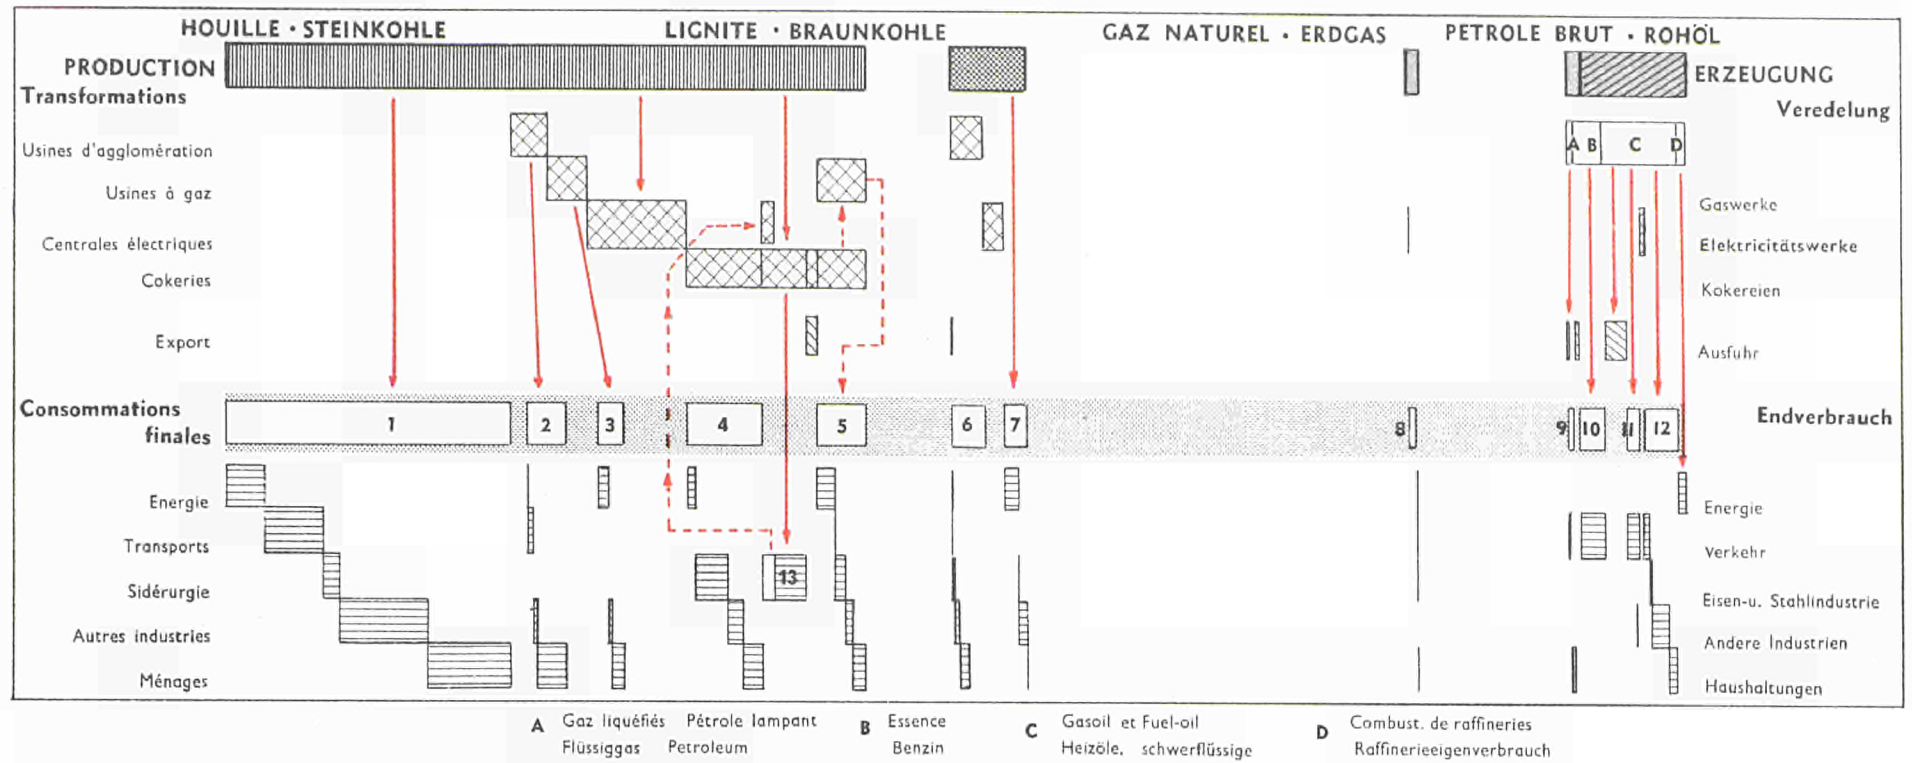 HOUILLE · STEINKOHLE LIGNITE · BRAUNKOHLE GAZ NATUREL · ERDGAS PETROLE BRUT · ROHÖL
PRODUCTION ERZEUGUNG
Transformations Veredelung
Usines d'agglomération A B C D
Usines à gaz Gaswerke
Centrales électriques Elektricitätswerke
Cokeries Kokereien
Export Ausfuhr
Consommations Endverbrauch
finales 1 2 3 4 5 6 7 8 9 10 11 12
Energie Energie
Transports Verkehr
Sidérurgie 13 Eisen-u. Stahlindustrie
Autres industries Andere Industrien
Ménages Haushaltungen
A Gaz liquéfiés Pétrole lampant B Essence C Gasoil et Fuel-oil D Combust. de raffineries
Flüssiggas Petroleum Benzin Heizöle, schwerflüssige Raffinerieeigenverbrauch